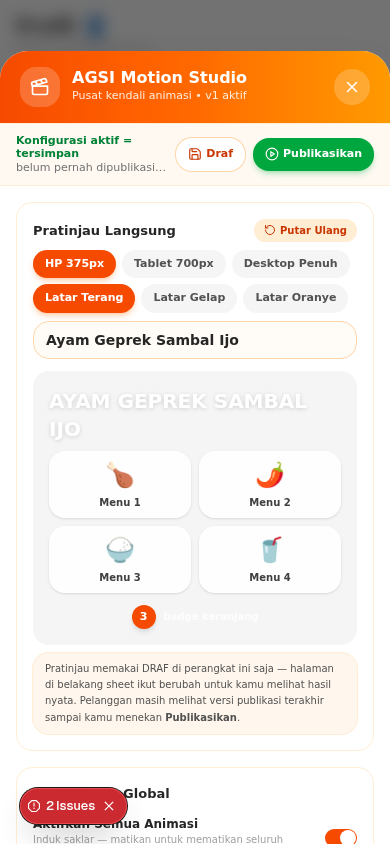 AGSI Motion Studio
Pusat kendali animasi • v1 aktif
Konfigurasi aktif =
tersimpan
belum pernah dipublikasi…
Draf
Publikasikan
Pratinjau Langsung
Putar Ulang
HP 375px
Tablet 700px
Desktop Penuh
Latar Terang
Latar Gelap
Latar Oranye
Ayam Geprek Sambal Ijo
AYAM GEPREK SAMBAL
IJO
Menu 1
Menu 2
Menu 3
Menu 4
3
badge keranjang
Pratinjau memakai DRAF di perangkat ini saja — halaman
di belakang sheet ikut berubah untuk kamu melihat hasil
nyata. Pelanggan masih melihat versi publikasi terakhir
sampai kamu menekan Publikasikan.
Global
2 Issues
Aktifkan Semua Animasi
Induk saklar — matikan untuk mematikan seluruh